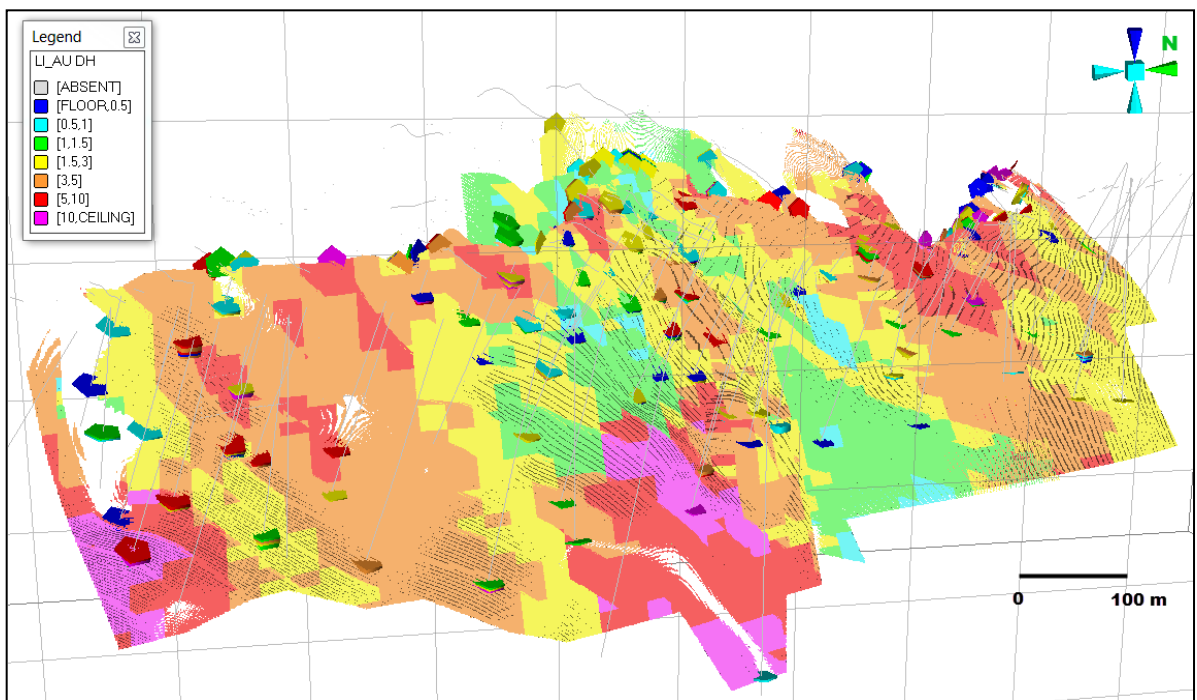 Legend
LI_AU DH
[ABSENT]
[FLOOR,0.5]
[0.5,1]
[1,1.5]
[1.5,3]
[3,5]
[5,10]
[10,CEILING]
N
0 100 m